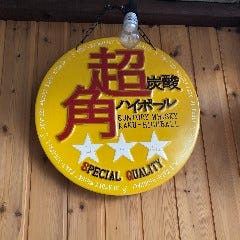 超角
炭酸
ハイボール
SUNTORY WHISKY
KAKU-HIGHBALL
SPECIAL QUALITY